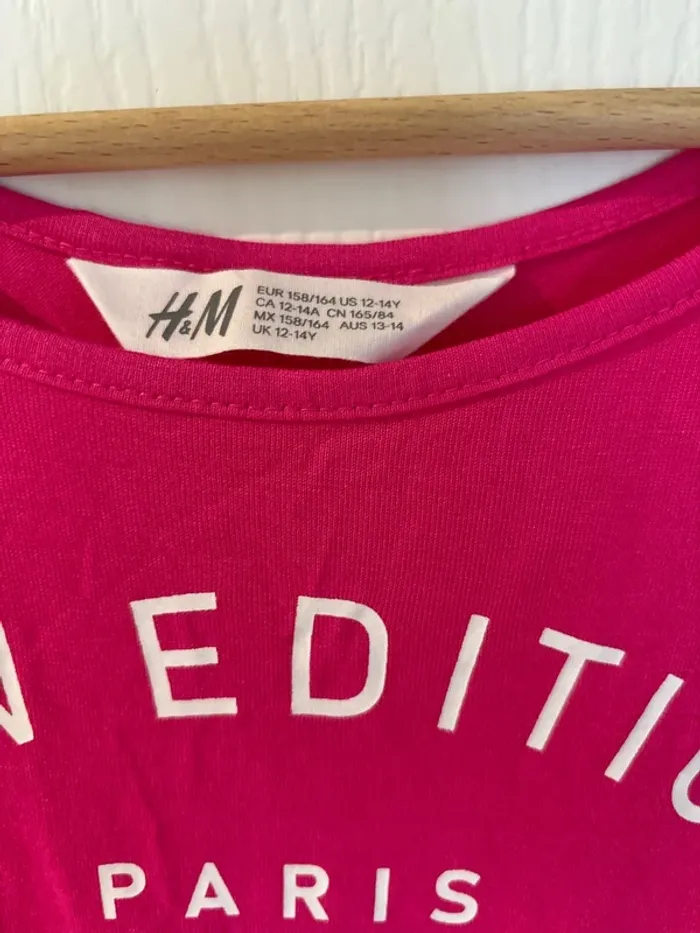 H&M
EUR 158/164 US 12-14Y
CA 12-14A CN 165/84
MX 158/164 AUS 13-14
UK 12-14Y
EDITI
PARIS